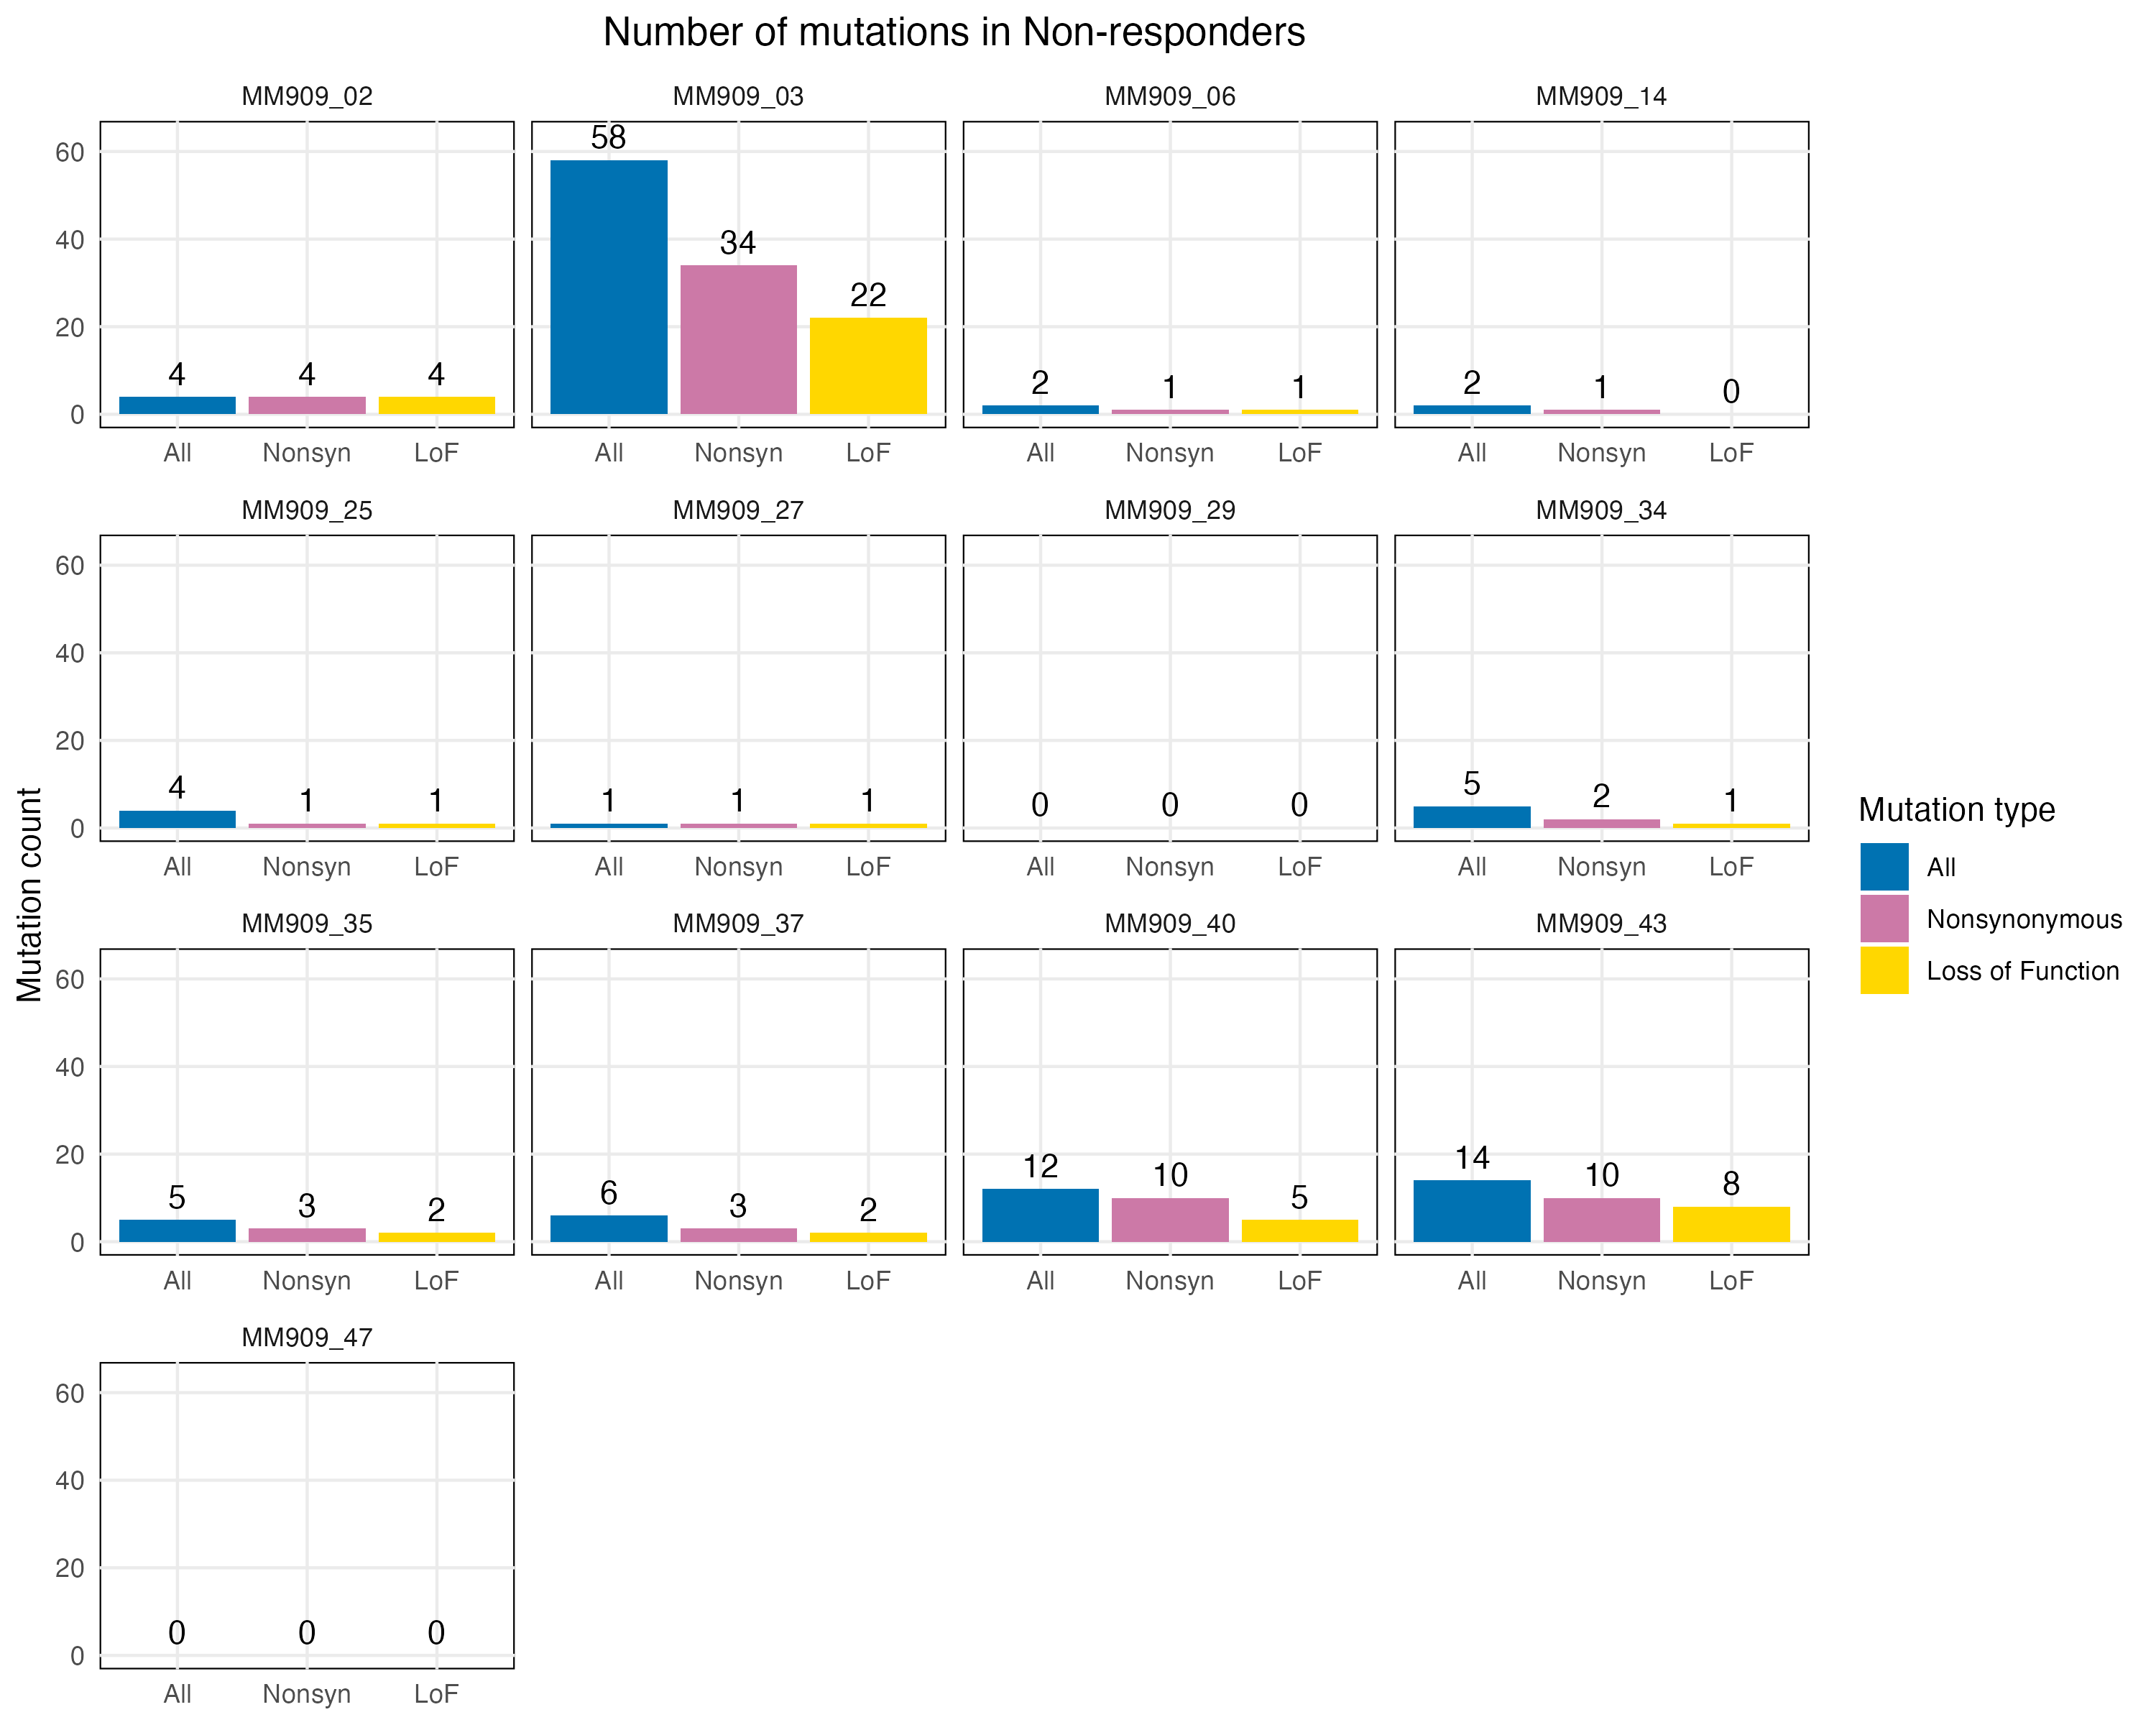 Number of mutations in Non-responders
MM909_02 MM909_03 MM909_06 MM909_14
60
40
20
0
4 4 4
58 34 22
2 1 1
2 1 0
All Nonsyn LoF All Nonsyn LoF All Nonsyn LoF All Nonsyn LoF
MM909_25 MM909_27 MM909_29 MM909_34
60
40
20
0
4 1 1
1 1 1
0 0 0
5 2 1
All Nonsyn LoF All Nonsyn LoF All Nonsyn LoF All Nonsyn LoF
MM909_35 MM909_37 MM909_40 MM909_43
60
40
20
0
5 3 2
6 3 2
12 10 5
14 10 8
All Nonsyn LoF All Nonsyn LoF All Nonsyn LoF All Nonsyn LoF
MM909_47
60
40
20
0
0 0 0
All Nonsyn LoF
Mutation count
Mutation type
All
Nonsynonymous
Loss of Function